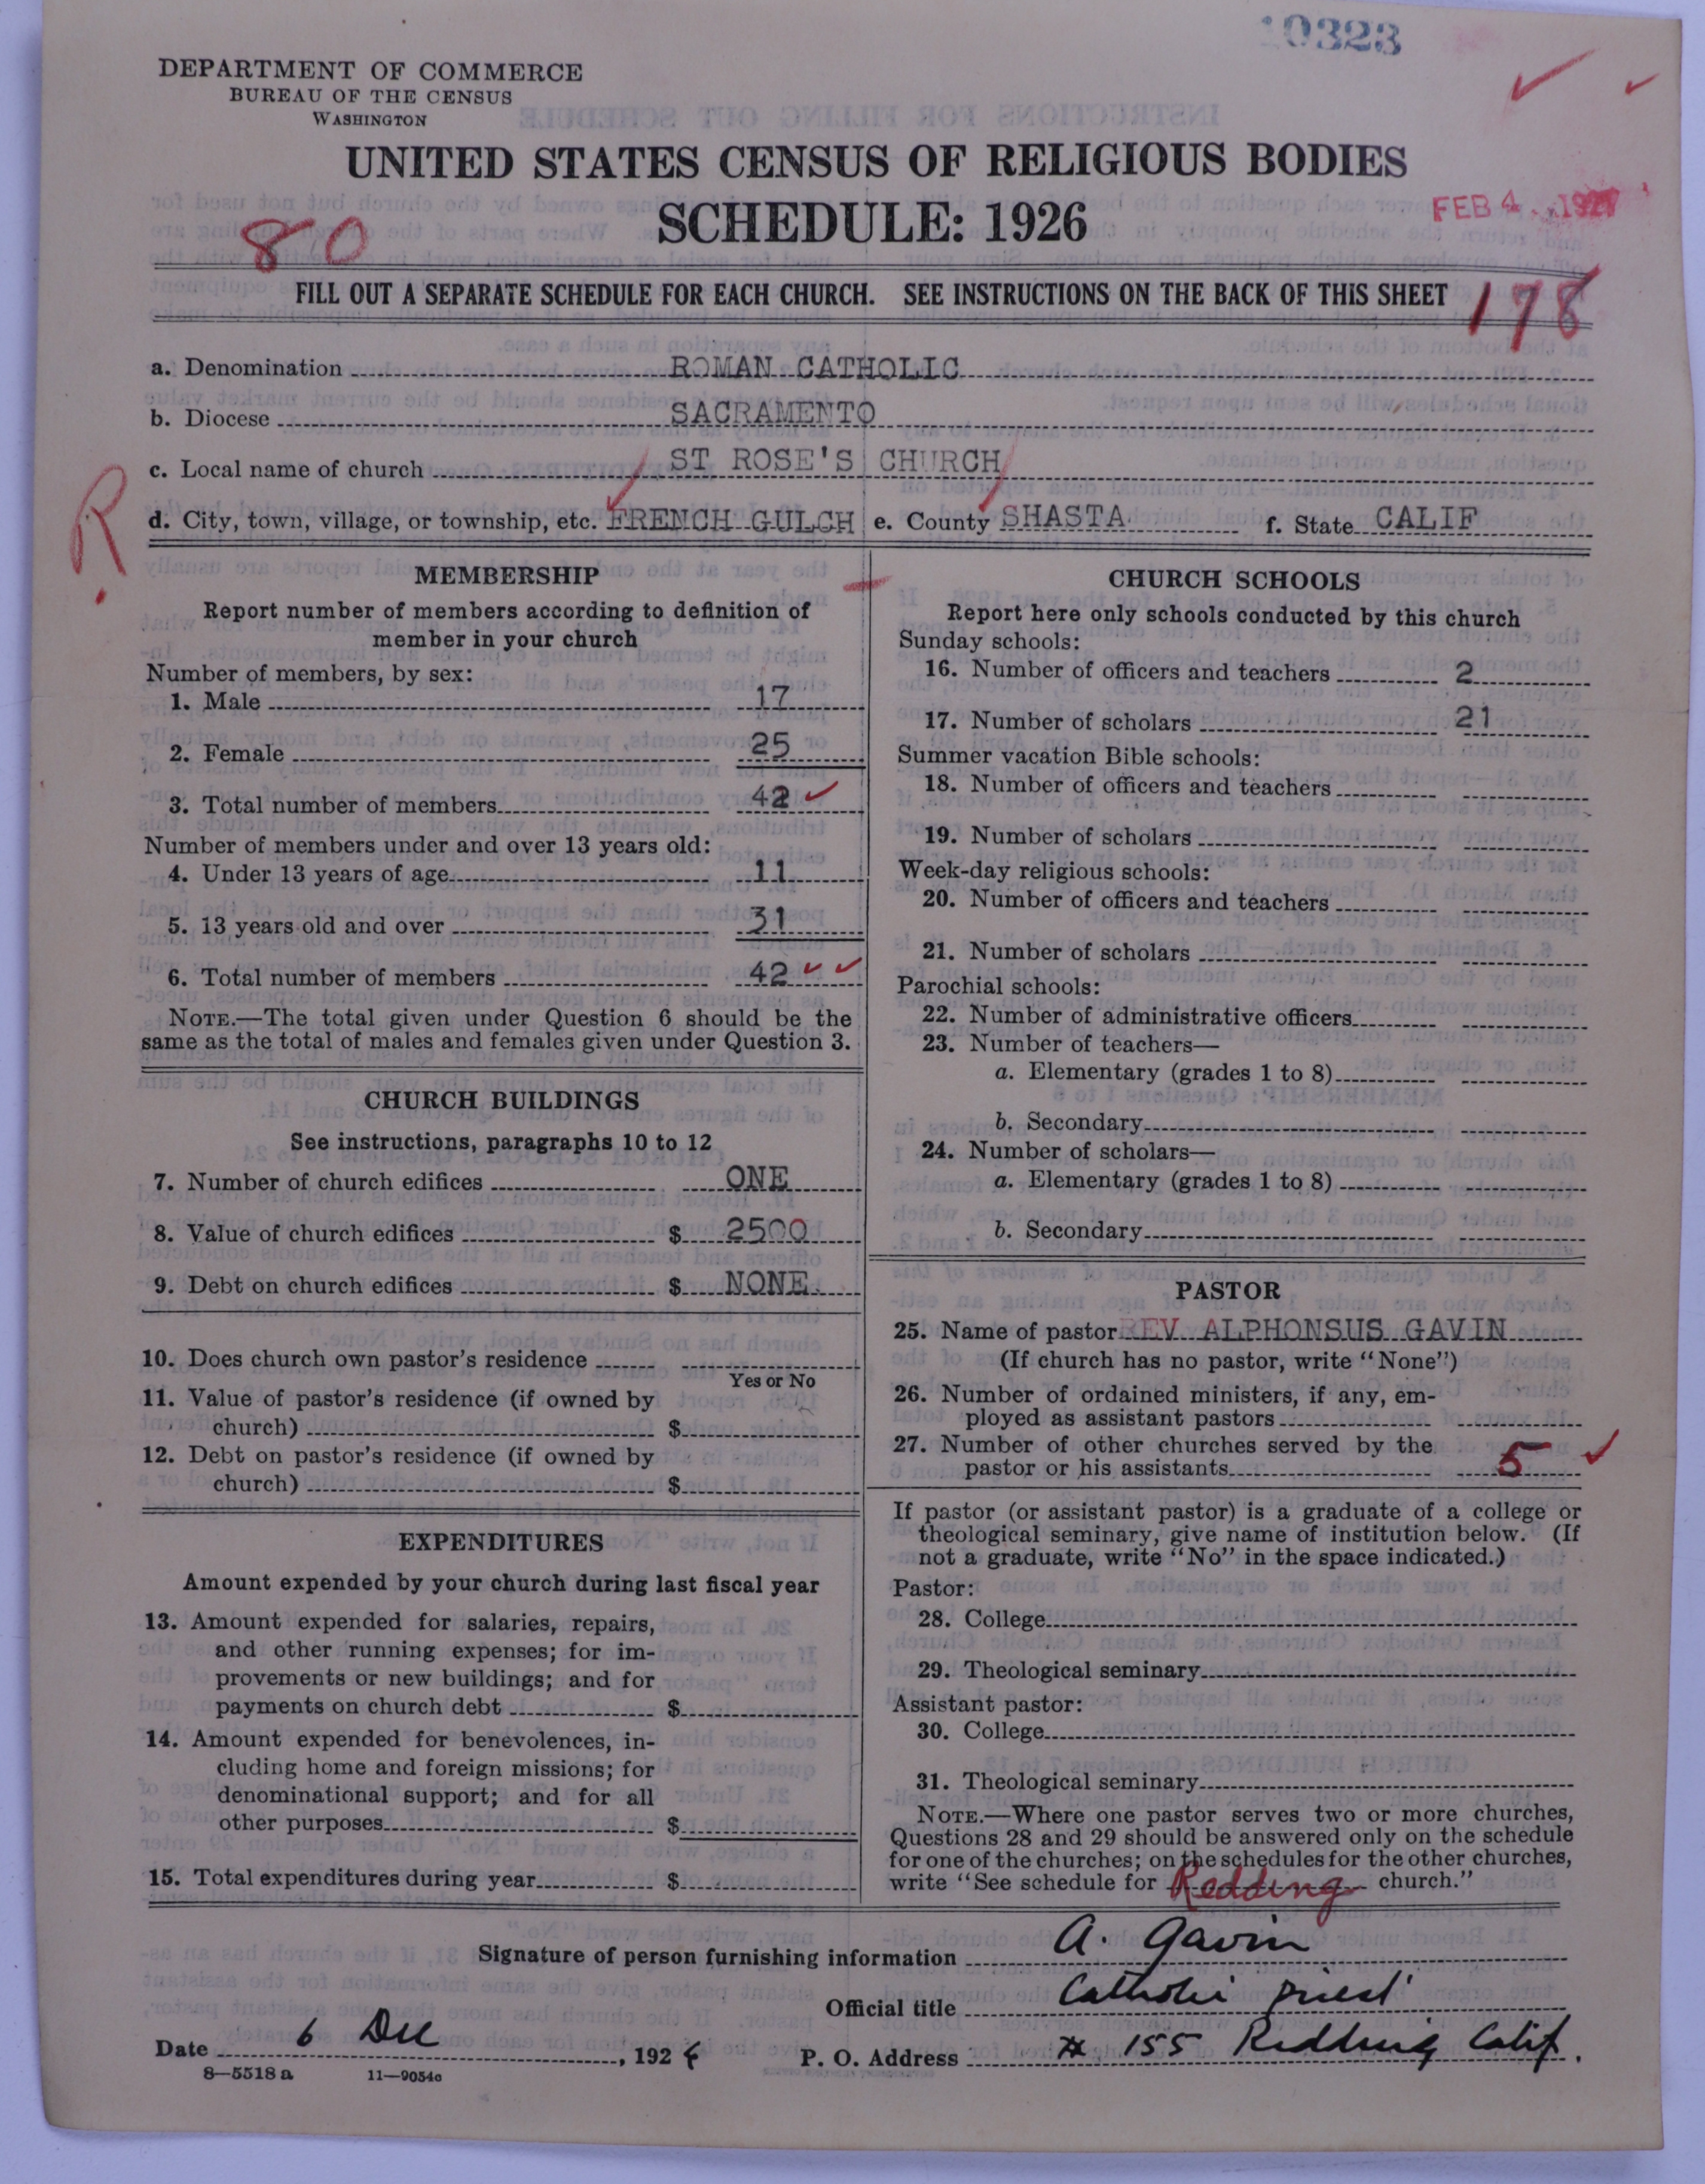 0323
DEPARTMENT OF COMMERCE
BUREAU OF THE CENSUS
WASHINGTON
UNITED STATES CENSUS OF RELIGIOUS BODIES
SCHEDULE: 1926
FEB 4 1927
80
FILL OUT A SEPARATE SCHEDULE FOR EACH CHURCH. SEE INSTRUCTIONS ON THE BACK OF THIS SHEET
178
a. Denomination ROMAN CATHOLIC
b. Diocese SACRAMENTO
c. Local name of church ST ROSE'S CHURCH
R
d. City, town, village, or township, etc. FRENCH GULCH e. County SHASTA f. State CALIF
MEMBERSHIP
Report number of members according to definition of
member in your church
Number of members, by sex:
1. Male 17
2. Female 25
3. Total number of members 42
Number of members under and over 13 years old:
4. Under 13 years of age 11
5. 13 years old and over 31
6. Total number of members 42
NOTE.—The total given under Question 6 should be the
same as the total of males and females given under Question 3.
CHURCH BUILDINGS
See instructions, paragraphs 10 to 12
7. Number of church edifices ONE
8. Value of church edifices $ 2500
9. Debt on church edifices $ NONE
10. Does church own pastor's residence
Yes or No
11. Value of pastor's residence (if owned by
church) $
12. Debt on pastor's residence (if owned by
church) $
EXPENDITURES
Amount expended by your church during last fiscal year
13. Amount expended for salaries, repairs,
and other running expenses; for im-
provements or new buildings; and for
payments on church debt $
14. Amount expended for benevolences, in-
cluding home and foreign missions; for
denominational support; and for all
other purposes $
15. Total expenditures during year $
CHURCH SCHOOLS
Report here only schools conducted by this church
Sunday schools:
16. Number of officers and teachers 2
17. Number of scholars 21
Summer vacation Bible schools:
18. Number of officers and teachers
19. Number of scholars
Week-day religious schools:
20. Number of officers and teachers
21. Number of scholars
Parochial schools:
22. Number of administrative officers
23. Number of teachers—
a. Elementary (grades 1 to 8)
b. Secondary
24. Number of scholars—
a. Elementary (grades 1 to 8)
b. Secondary
PASTOR
25. Name of pastor REV. ALPHONSUS GAVIN
(If church has no pastor, write "None")
26. Number of ordained ministers, if any, em-
ployed as assistant pastors
27. Number of other churches served by the
pastor or his assistants 5
If pastor (or assistant pastor) is a graduate of a college or
theological seminary, give name of institution below. (If
not a graduate, write "No" in the space indicated.)
Pastor:
28. College
29. Theological seminary
Assistant pastor:
30. College
31. Theological seminary
NOTE.—Where one pastor serves two or more churches,
Questions 28 and 29 should be answered only on the schedule
for one of the churches; on the schedules for the other churches,
write "See schedule for Redding church."
Signature of person furnishing information A. Gavin
Official title Catholic Priest
Date 6 Dec , 1926 P. O. Address # 155 Redding Calif.
8—5518 a 11—9054a